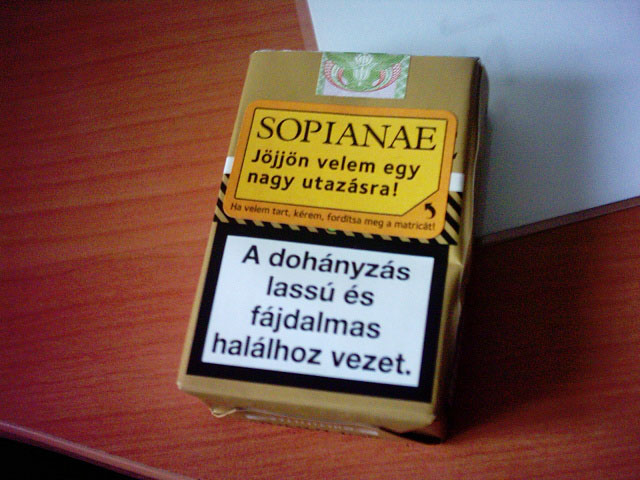 SOPIANAE
Jöjjön velem egy
nagy utazásra!
Ha velem tart, kérem, fordítsa meg a matricát!
A dohányzás
lassú és
fájdalmas
halálhoz vezet.